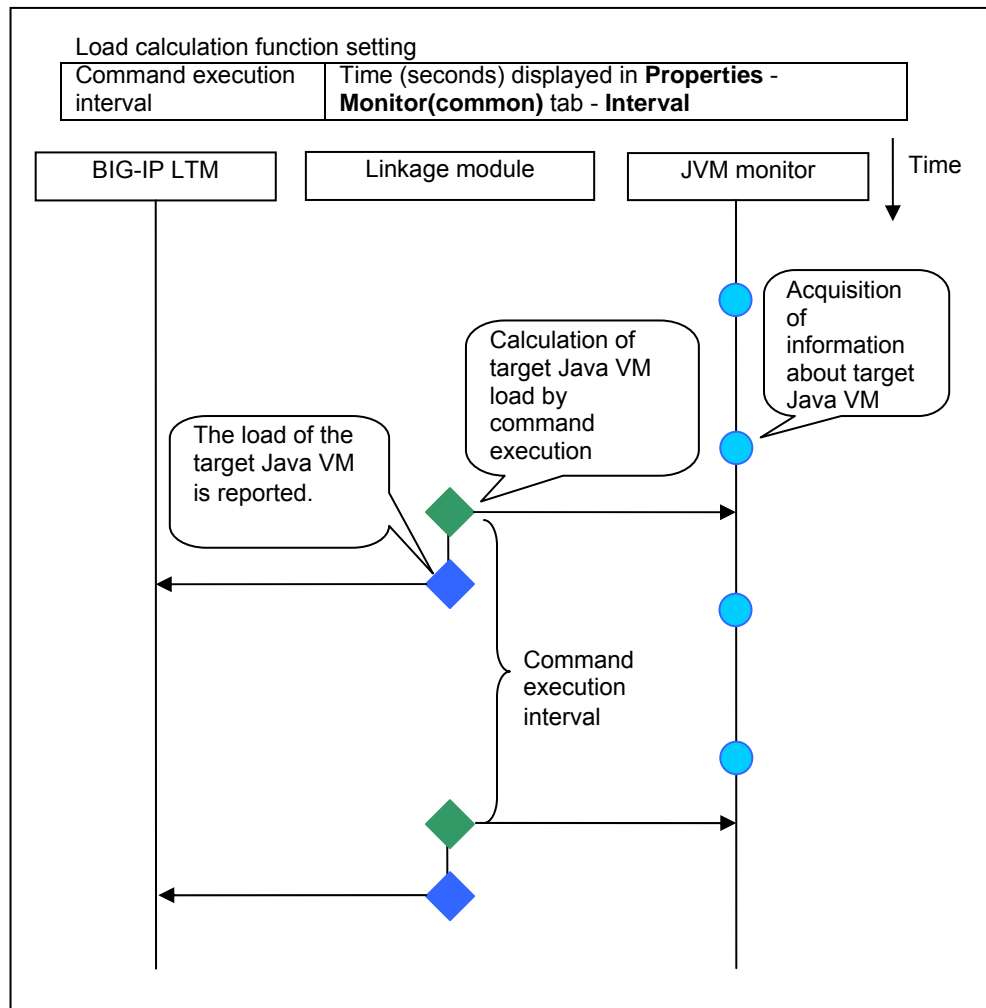 Load calculation function setting
Command execution
interval
Time (seconds) displayed in Properties -
Monitor(common) tab - Interval
BIG-IP LTM
Linkage module
JVM monitor
Time
Acquisition
of
information
about target
Java VM
Calculation of
target Java VM
load by
command
execution
The load of the
target Java VM
is reported.
Command
execution
interval